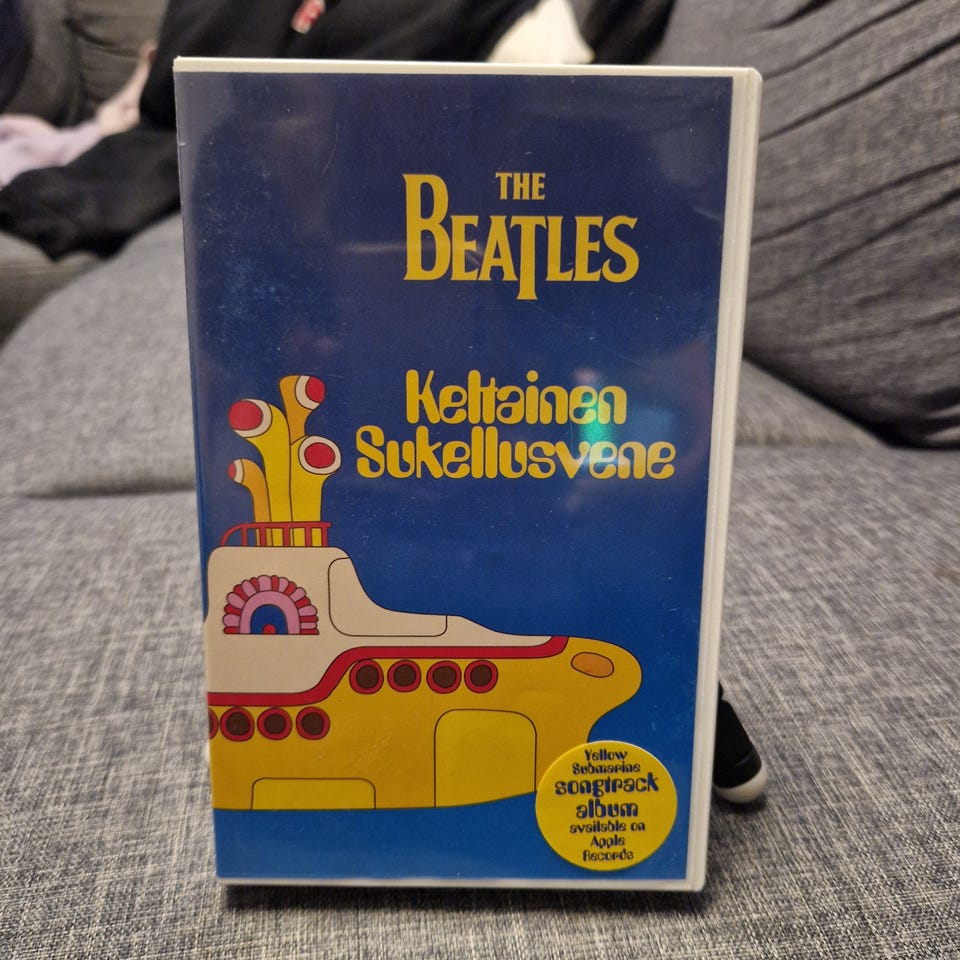 THE
BEATLES
Keltainen
Sukellusvene
Yellow
Submarine
songtrack
album
available on
Apple
Records